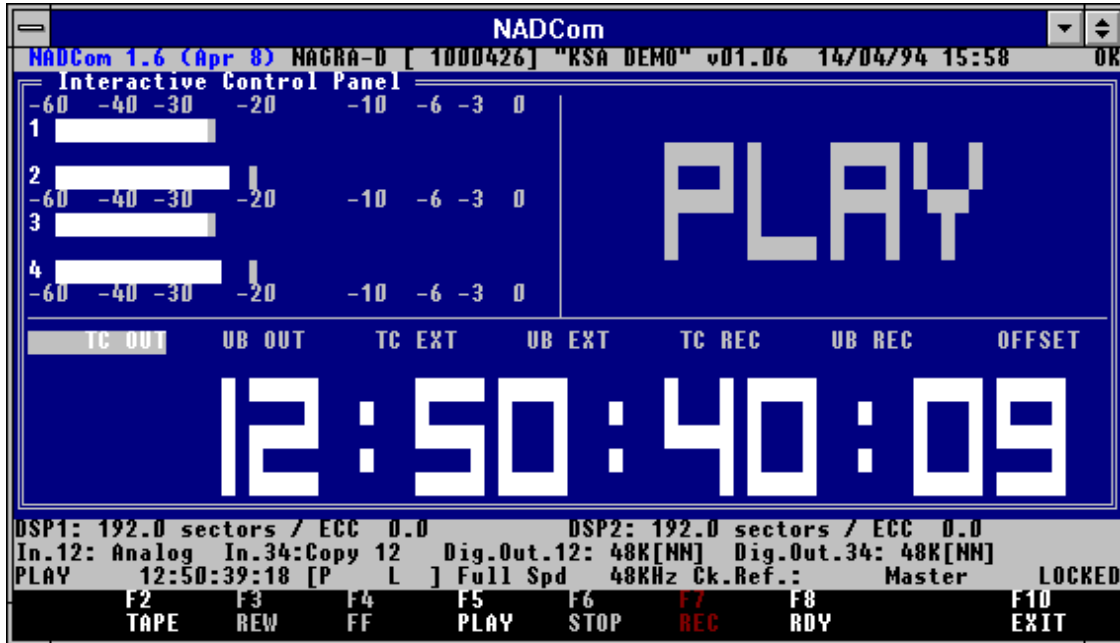 NADCom
NADCom 1.6 (Apr 8) NAGRA-D [ 1000426] "KSA DEMO" v01.06 14/04/94 15:58 OK
Interactive Control Panel
-60 -40 -30 -20 -10 -6 -3 0
1
2
-60 -40 -30 -20 -10 -6 -3 0
3
4
-60 -40 -30 -20 -10 -6 -3 0
PLAY
TC OUT UB OUT TC EXT UB EXT TC REC UB REC OFFSET
12:50:40:09
DSP1: 192.0 sectors / ECC 0.0 DSP2: 192.0 sectors / ECC 0.0
In.12: Analog In.34:Copy 12 Dig.Out.12: 48K[NN] Dig.Out.34: 48K[NN]
PLAY 12:50:39:18 [P L ] Full Spd 48KHz Ck.Ref.: Master LOCKED
F2 F3 F4 F5 F6 F7 F8 F10
TAPE REW FF PLAY STOP REC RDY EXIT